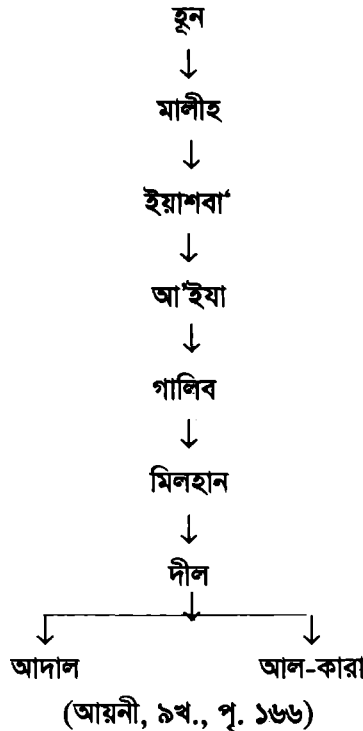 হূন
↓
মালীহ
↓
ইয়াশবা‘
↓
আ'ইযা
↓
গালিব
↓
মিলহান
↓
দীল
↓ ↓ ↓
আদাল আল-কারা
(আয়নী, ৯খ., পৃ. ১৬৬)